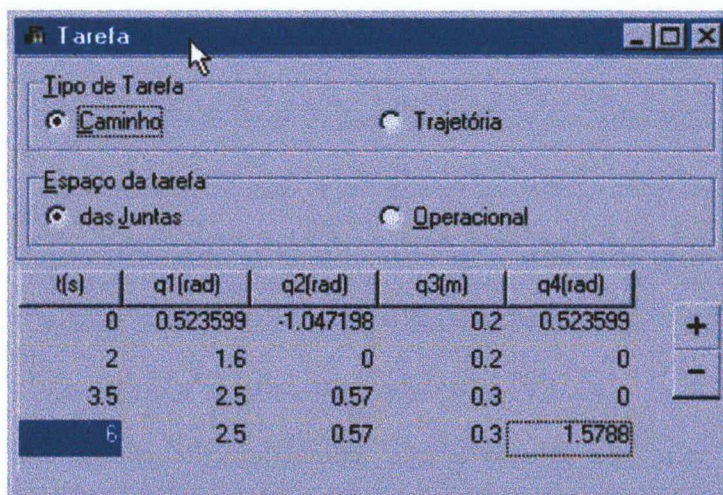 Tarefa
Tipo de Tarefa
Caminho Trajetória
Espaço da tarefa
das Juntas Operacional
t(s) q1(rad) q2(rad) q3(m) q4(rad)
0 0.523599 -1.047198 0.2 0.523599
2 1.6 0 0.2 0
3.5 2.5 0.57 0.3 0
6 2.5 0.57 0.3 1.5788
+
-